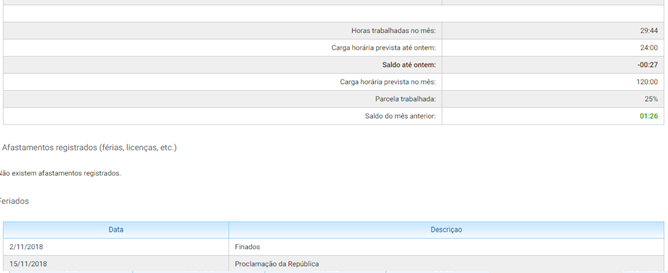 Horas trabalhadas no mês: 29:44
Carga horária prevista até ontem: 24:00
Saldo até ontem: -00:27
Carga horária prevista no mês: 120:00
Parcela trabalhada: 25%
Saldo do mês anterior: 01:26
Afastamentos registrados (férias, licenças, etc.)
Não existem afastamentos registrados.
Feriados
Data Descriçao
2/11/2018 Finados
15/11/2018 Proclamação da República